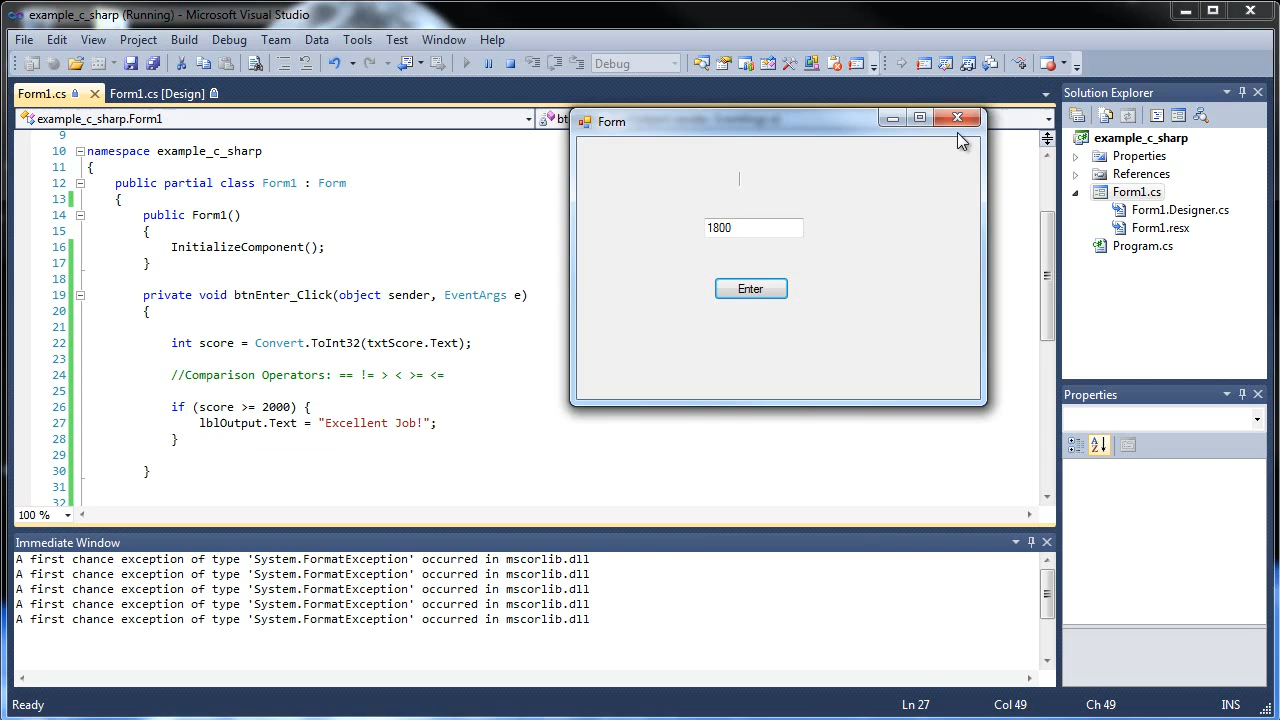 example_c_sharp (Running) - Microsoft Visual Studio
File Edit View Project Build Debug Team Data Tools Test Window Help
Debug
Form1.cs Form1.cs [Design]
example_c_sharp.Form1
9
10 namespace example_c_sharp
11 {
12 public partial class Form1 : Form
13 {
14 public Form1()
15 {
16 InitializeComponent();
17 }
18
19 private void btnEnter_Click(object sender, EventArgs e)
20 {
21
22 int score = Convert.ToInt32(txtScore.Text);
23
24 //Comparison Operators: == != > < >= <=
25
26 if (score >= 2000) {
27 lblOutput.Text = "Excellent Job!";
28 }
29
30 }
31
32
100 %
Form
1800
Enter
Solution Explorer
example_c_sharp
Properties
References
Form1.cs
Form1.Designer.cs
Form1.resx
Program.cs
Properties
Immediate Window
A first chance exception of type 'System.FormatException' occurred in mscorlib.dll
A first chance exception of type 'System.FormatException' occurred in mscorlib.dll
A first chance exception of type 'System.FormatException' occurred in mscorlib.dll
A first chance exception of type 'System.FormatException' occurred in mscorlib.dll
A first chance exception of type 'System.FormatException' occurred in mscorlib.dll
Ready Ln 27 Col 49 Ch 49 INS